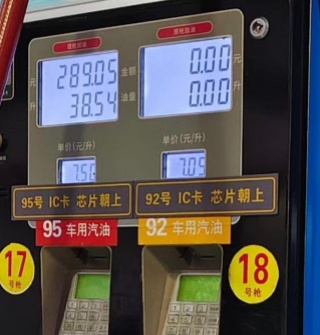 289.05 金额 0.00 元
升 38.54 油量 0.00 升
单价(元/升) 单价(元/升)
7.50 7.05
95号 IC卡 芯片朝上 92号 IC卡 芯片朝上
95 车用汽油 92 车用汽油
17 号枪
18 号枪